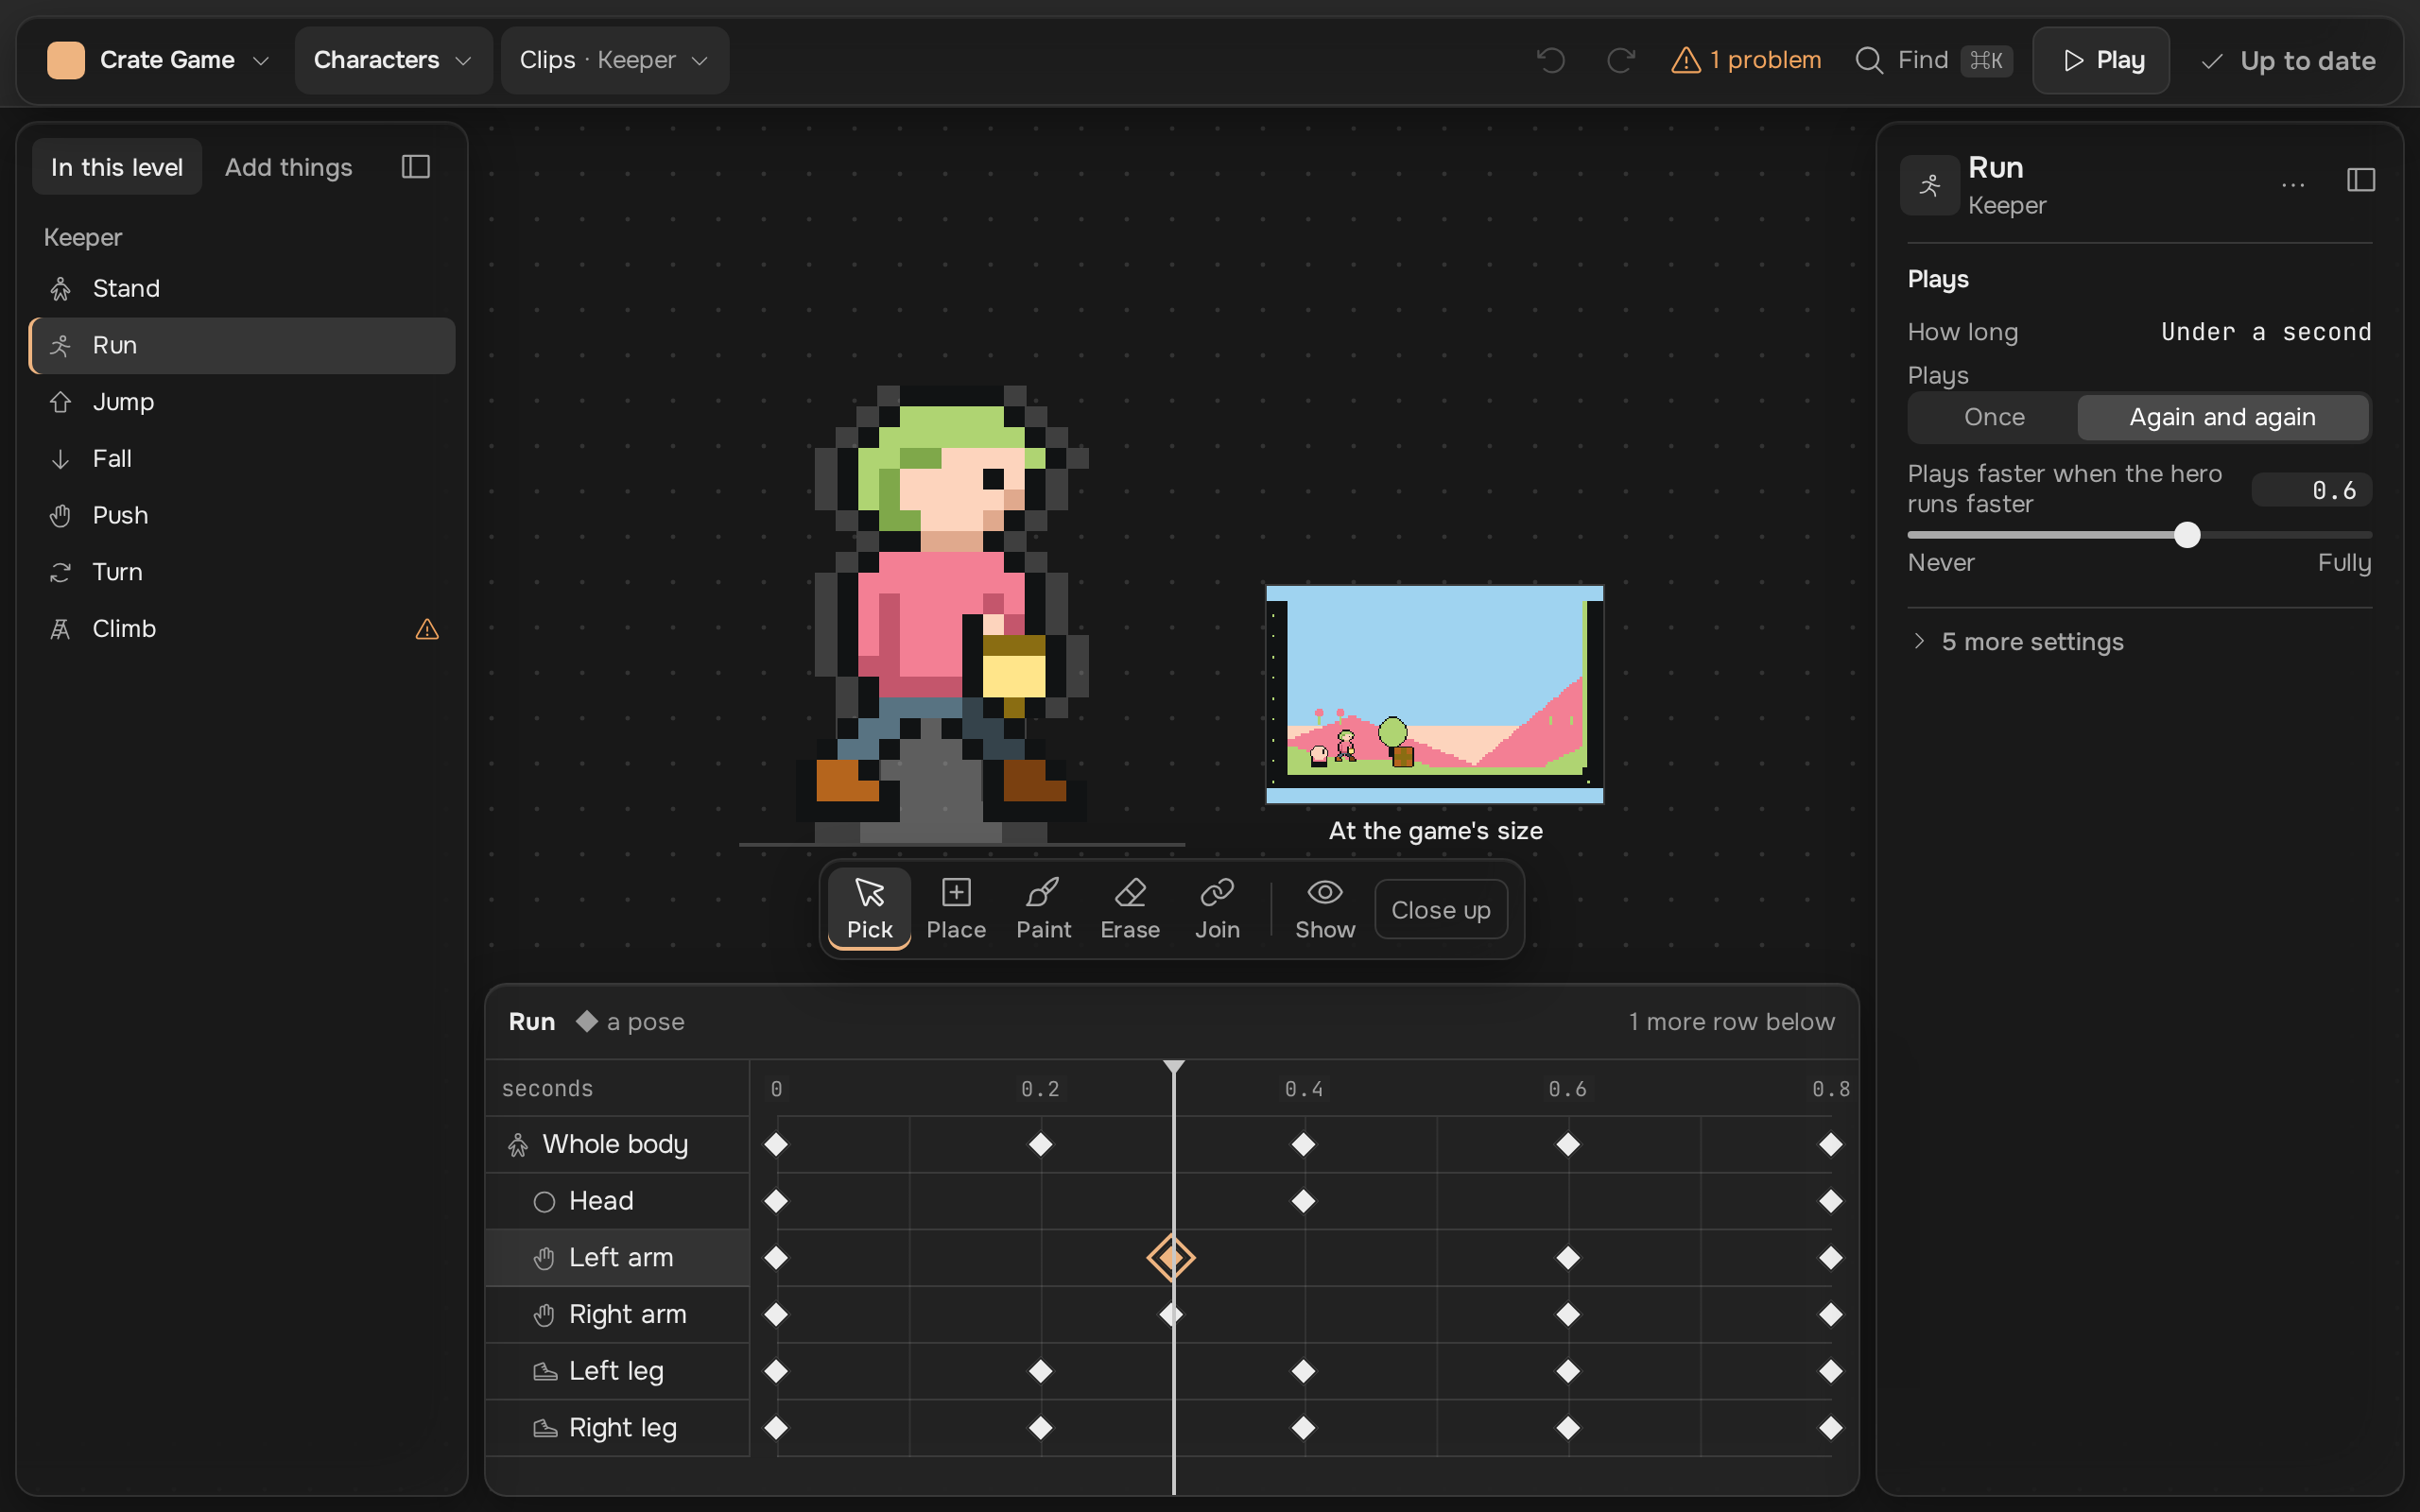 Crate Game
Characters
Clips · Keeper
1 problem
Find ⌘K
Play
Up to date
In this level
Add things
Keeper
Stand
Run
Jump
Fall
Push
Turn
Climb
At the game's size
Pick
Place
Paint
Erase
Join
Show
Close up
Run
a pose
1 more row below
seconds
0
0.2
0.4
0.6
0.8
Whole body
Head
Left arm
Right arm
Left leg
Right leg
Run
...
Keeper
Plays
How long
Under a second
Plays
Once
Again and again
Plays faster when the hero
runs faster
0.6
Never
Fully
5 more settings